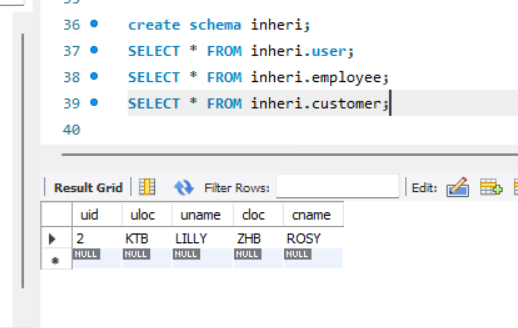 36 create schema inheri;
37 SELECT * FROM inheri.user;
38 SELECT * FROM inheri.employee;
39 SELECT * FROM inheri.customer;
40
Result Grid Filter Rows: Edit:
uid uloc uname cloc cname
2 KTB LILLY ZHB ROSY
NULL NULL NULL NULL NULL